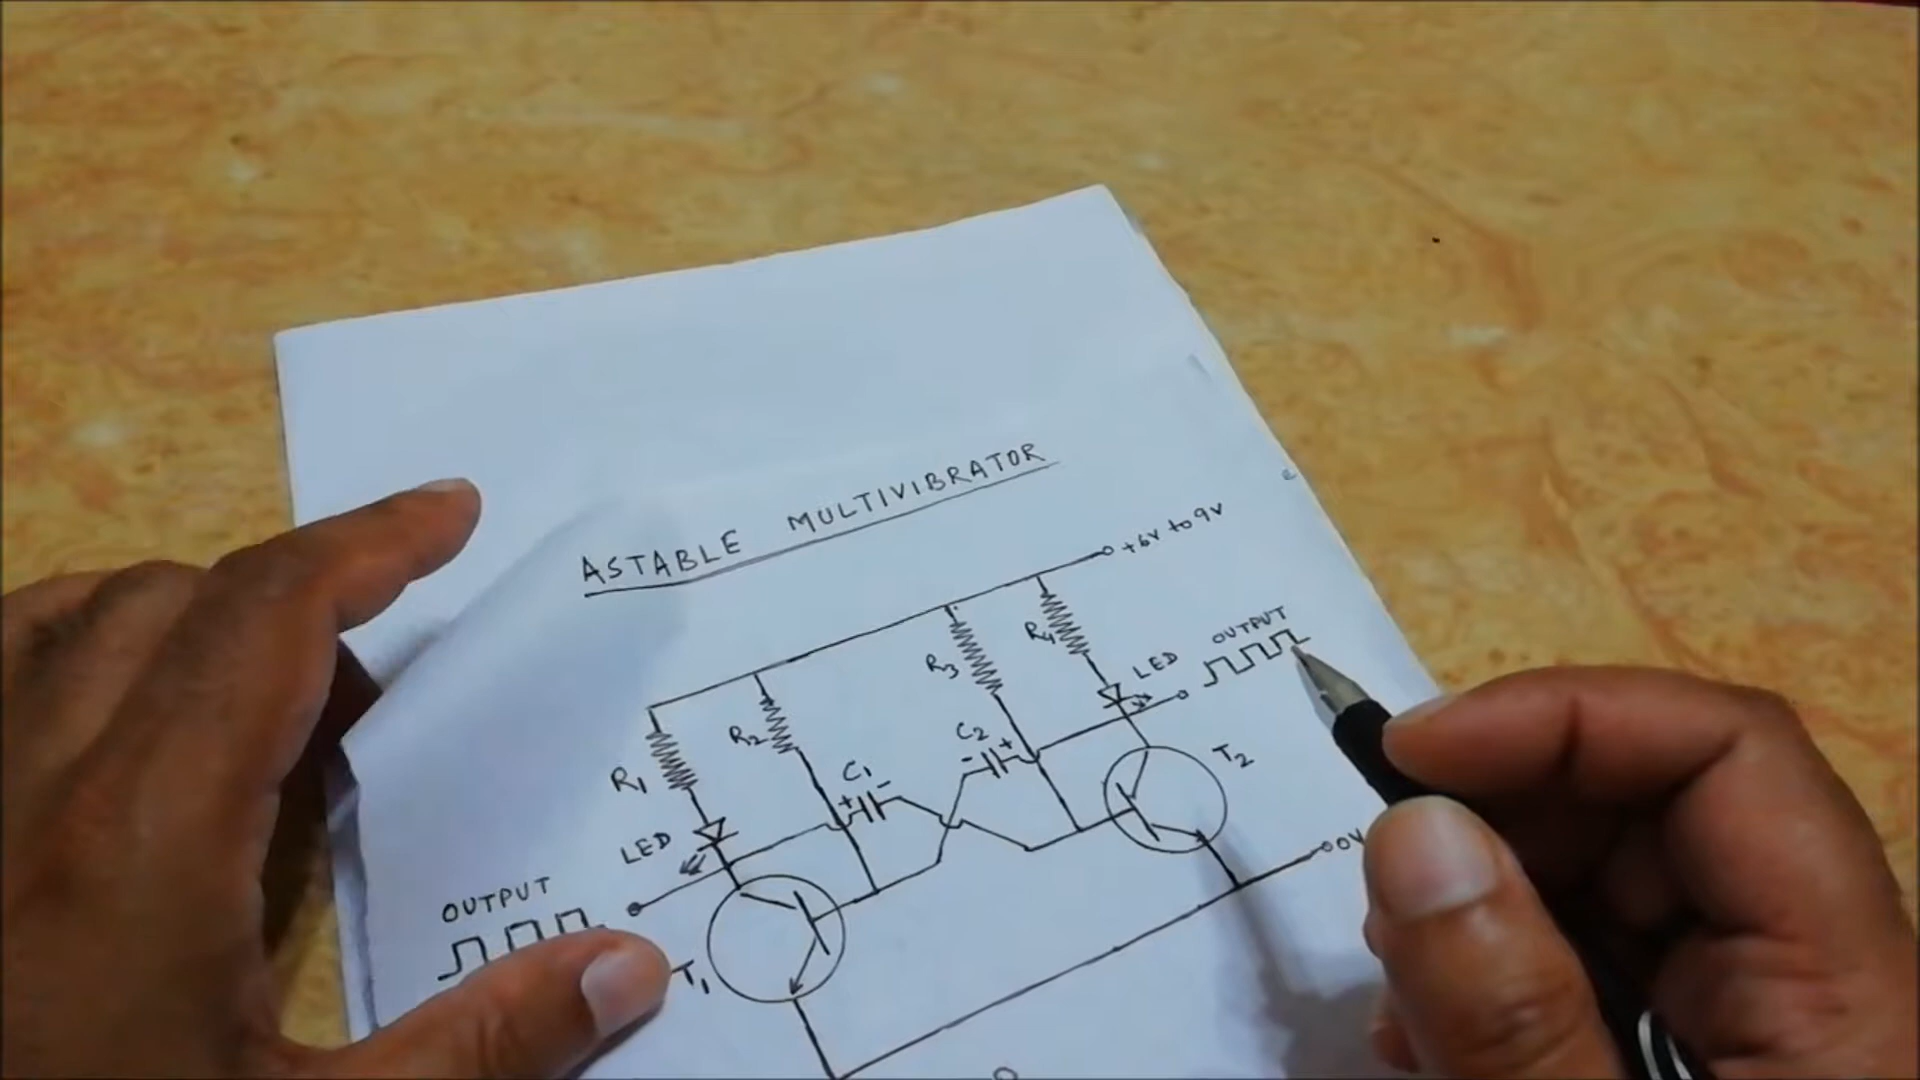 ASTABLE MULTIVIBRATOR
+6V to 9V
OUTPUT
R4
LED
R3
R2
C2
- +
T2
R1
C1
+ -
LED
0V
OUTPUT
T1